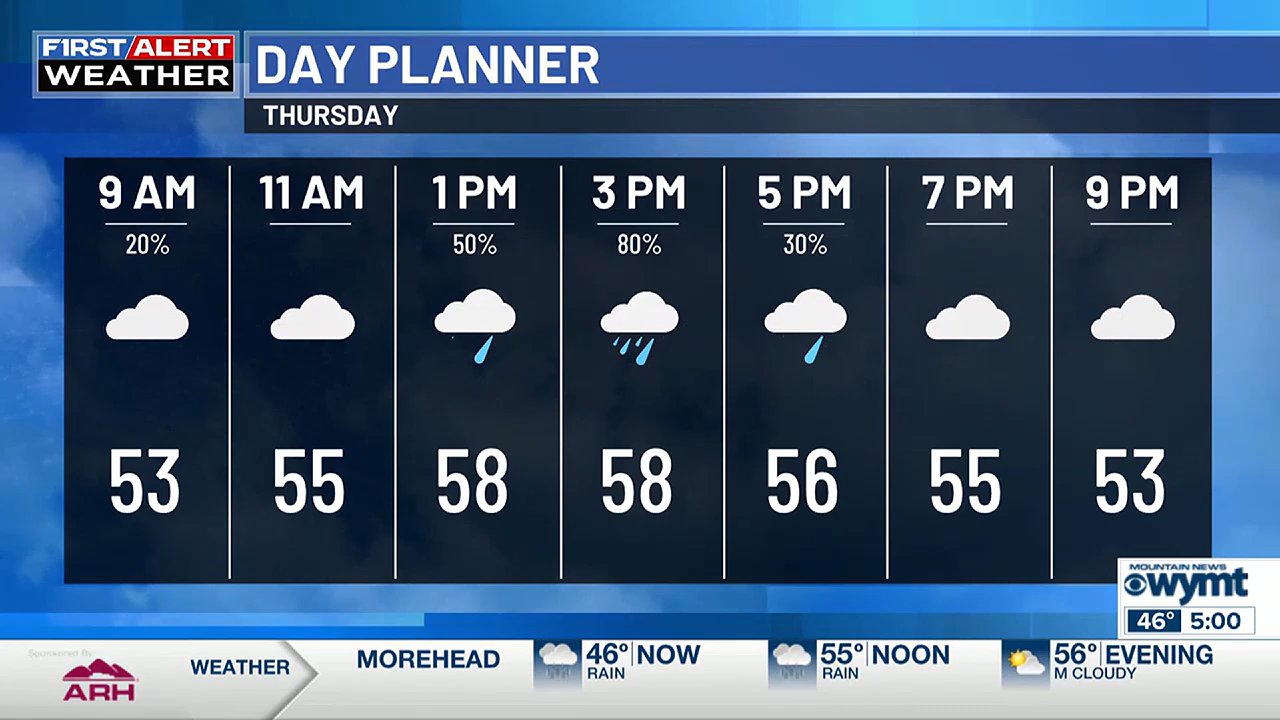 F1RST/ALERT
WEATHER
DAY PLANNER
THURSDAY
9 AM 11 AM 1 PM 3 PM 5 PM 7 PM 9 PM
20% 50% 80% 30%
53 55 58 58 56 55 53
MOUNTAIN NEWS
wymt
46° 5:00
Sponsored By
ARH
WEATHER
MOREHEAD
46° NOW
RAIN
55° NOON
RAIN
56° EVENING
M CLOUDY